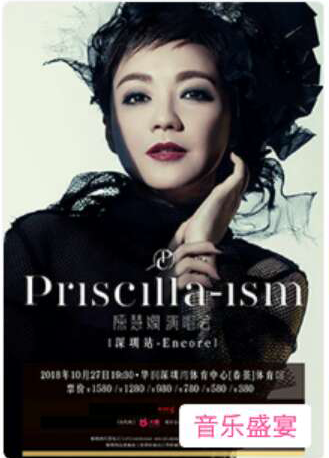 Priscilla-ism
陈慧娴演唱会
[深圳站-Encore]
2018年10月27日19:30·华润深圳湾体育中心[春茧]体育馆
票价¥1580/1280/980/780/580/380
音乐盛宴